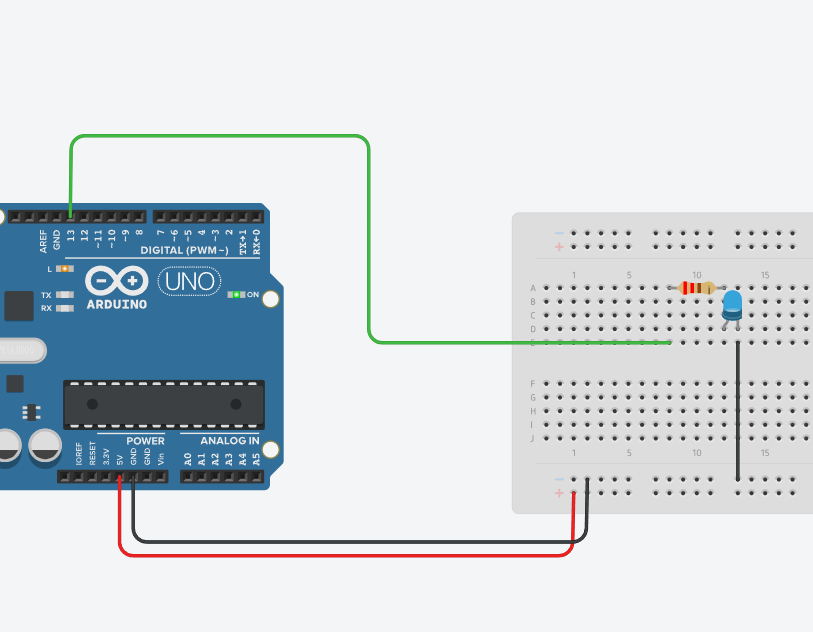 AREF
GND
13
12
~11
~10
~9
8
7
~6
~5
4
~3
2
TX→1
RX←0
DIGITAL (PWM~)
L
TX
RX
ARDUINO
UNO
ON
POWER
ANALOG IN
IOREF
RESET
3.3V
5V
GND
GND
Vin
A0
A1
A2
A3
A4
A5
− +
1 5 10 15
A
B
C
D
F
G
H
I
J
1 5 10 15
− +